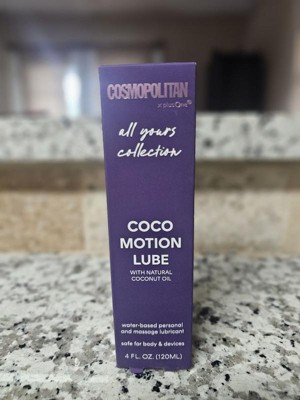 COSMOPOLITAN
all yours
collection
COCO
MOTION
LUBE
WITH NATURAL
COCONUT OIL
water-based personal
and massage lubricant
safe for body & devices
4 FL. OZ. (120ML)